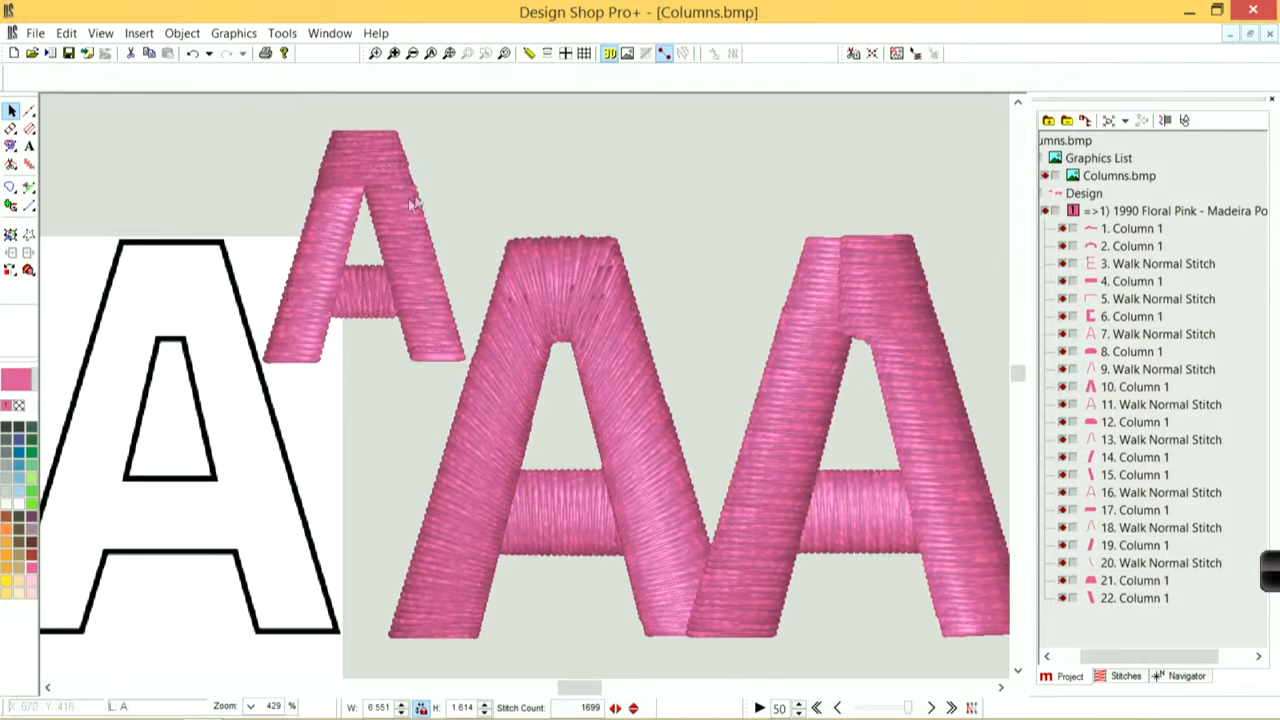 Design Shop Pro+ - [Columns.bmp]
File Edit View Insert Object Graphics Tools Window Help
3D
umns.bmp
Graphics List
Columns.bmp
Design
=>1) 1990 Floral Pink - Madeira Po
1. Column 1
2. Column 1
3. Walk Normal Stitch
4. Column 1
5. Walk Normal Stitch
6. Column 1
7. Walk Normal Stitch
8. Column 1
9. Walk Normal Stitch
10. Column 1
11. Walk Normal Stitch
12. Column 1
13. Walk Normal Stitch
14. Column 1
15. Column 1
16. Walk Normal Stitch
17. Column 1
18. Walk Normal Stitch
19. Column 1
20. Walk Normal Stitch
21. Column 1
22. Column 1
A A A A
Project Stitches Navigator
X: 670 Y: 416 L: A Zoom: 429 % W: 6.551 H: 1.614 Stitch Count: 1699 50